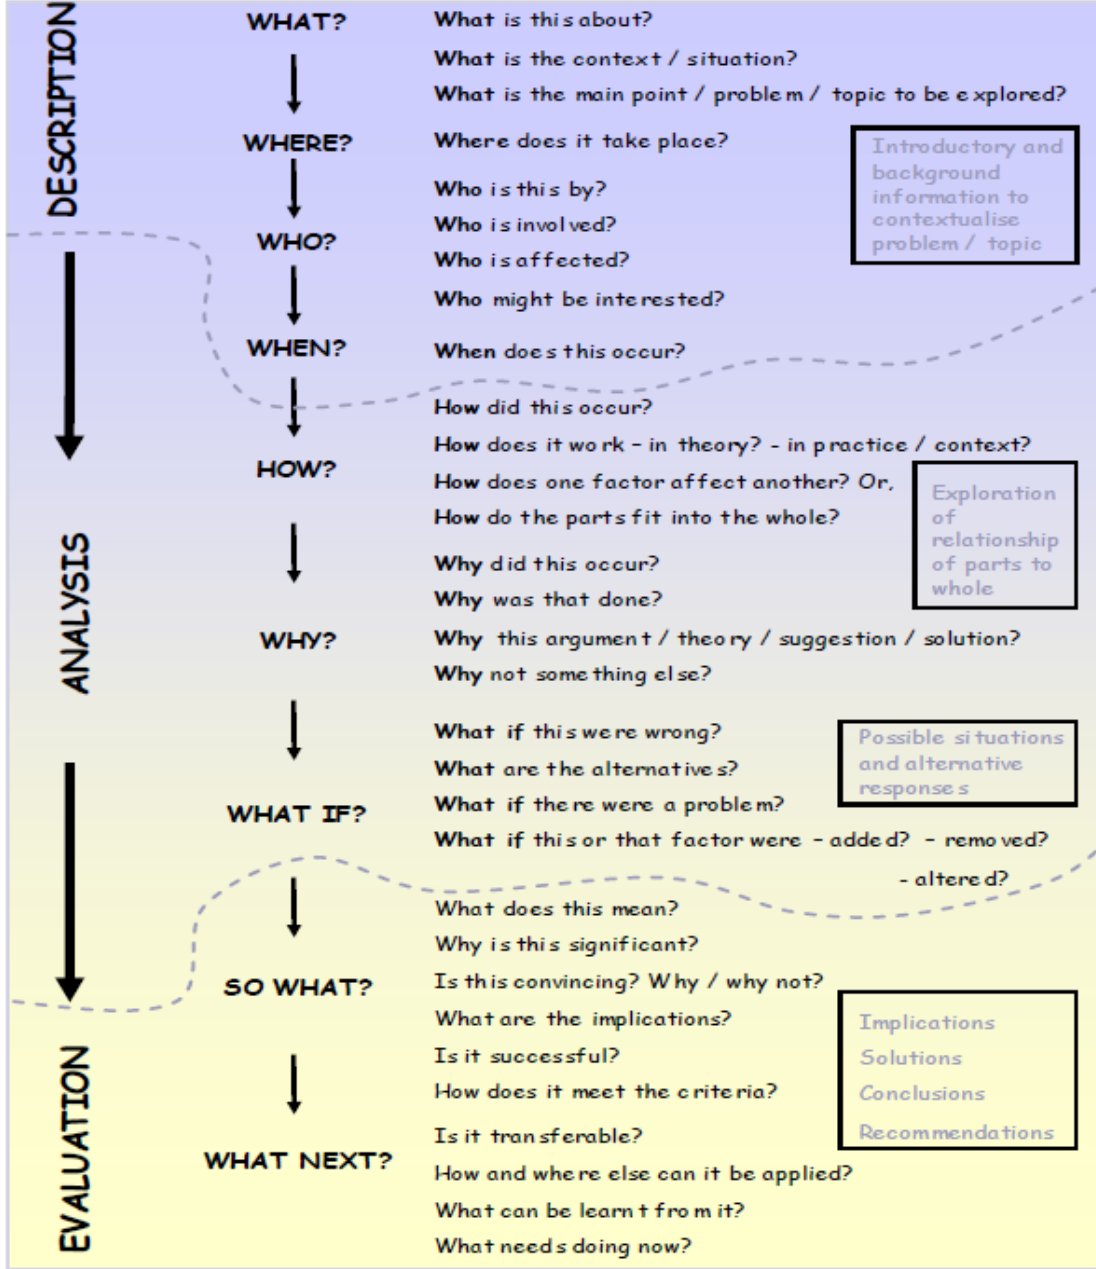 DESCRIPTION
WHAT?
What is this about?
What is the context / situation?
What is the main point / problem / topic to be explored?
WHERE?
Where does it take place?
Introductory and
background
information to
contextualise
problem / topic
Who is this by?
Who is involved?
WHO?
Who is affected?
Who might be interested?
WHEN?
When does this occur?
ANALYSIS
How did this occur?
How does it work – in theory? - in practice / context?
HOW?
How does one factor affect another? Or,
How do the parts fit into the whole?
Exploration
of
relationship
of parts to
whole
Why did this occur?
Why was that done?
WHY?
Why this argument / theory / suggestion / solution?
Why not something else?
What if this were wrong?
What are the alternatives?
WHAT IF?
What if there were a problem?
What if this or that factor were – added? – removed?
- altered?
Possible situations
and alternative
responses
EVALUATION
What does this mean?
Why is this significant?
SO WHAT?
Is this convincing? Why / why not?
What are the implications?
Is it successful?
How does it meet the criteria?
Implications
Solutions
Conclusions
Recommendations
WHAT NEXT?
Is it transferable?
How and where else can it be applied?
What can be learnt from it?
What needs doing now?